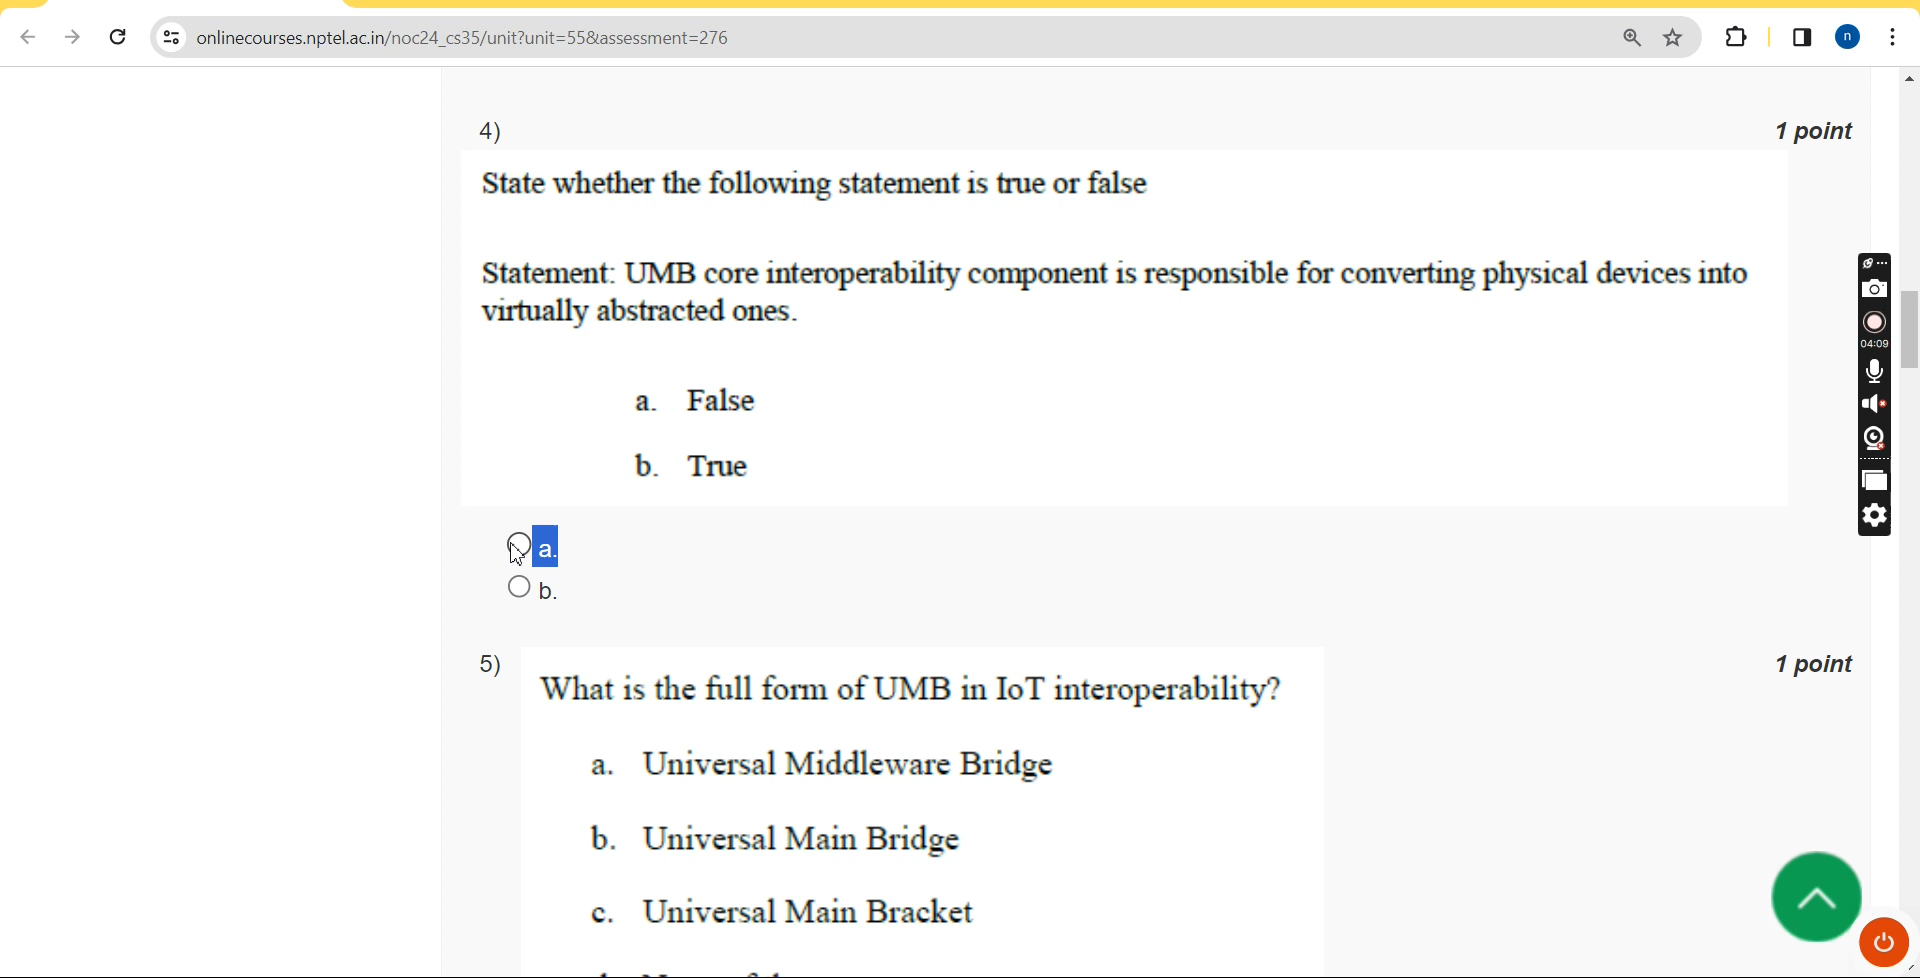 onlinecourses.nptel.ac.in/noc24_cs35/unit?unit=55&assessment=276
n
4)
1 point
State whether the following statement is true or false
Statement: UMB core interoperability component is responsible for converting physical devices into
virtually abstracted ones.
a. False
b. True
a.
b.
04:09
5)
1 point
What is the full form of UMB in IoT interoperability?
a. Universal Middleware Bridge
b. Universal Main Bridge
c. Universal Main Bracket